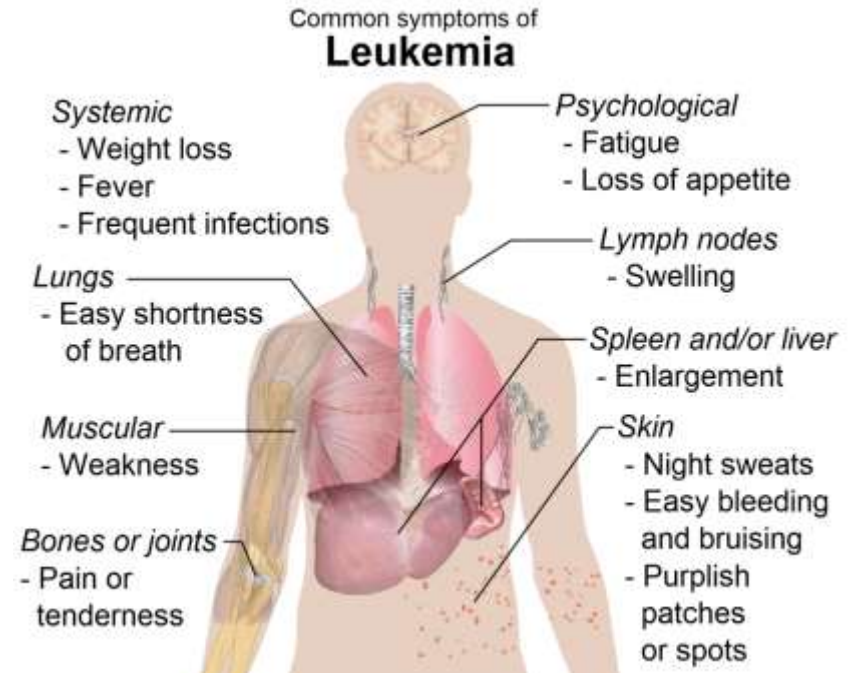 Common symptoms of
Leukemia
Systemic
- Weight loss
- Fever
- Frequent infections
Lungs
- Easy shortness
of breath
Muscular
- Weakness
Bones or joints
- Pain or
tenderness
Psychological
- Fatigue
- Loss of appetite
Lymph nodes
- Swelling
Spleen and/or liver
- Enlargement
Skin
- Night sweats
- Easy bleeding
and bruising
- Purplish
patches
or spots